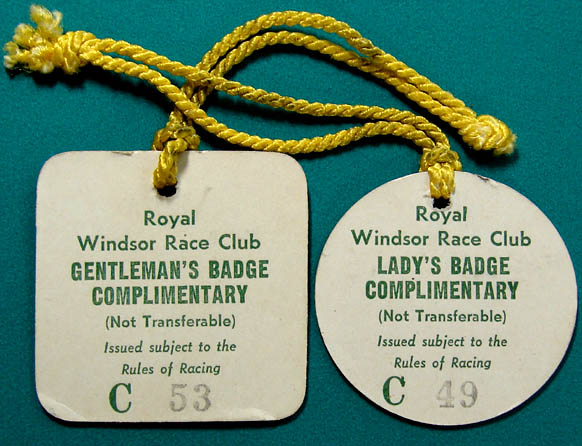 Royal
Windsor Race Club
GENTLEMAN'S BADGE
COMPLIMENTARY
(Not Transferable)
Issued subject to the
Rules of Racing
C 53
Royal
Windsor Race Club
LADY'S BADGE
COMPLIMENTARY
(Not Transferable)
Issued subject to the
Rules of Racing
C 49